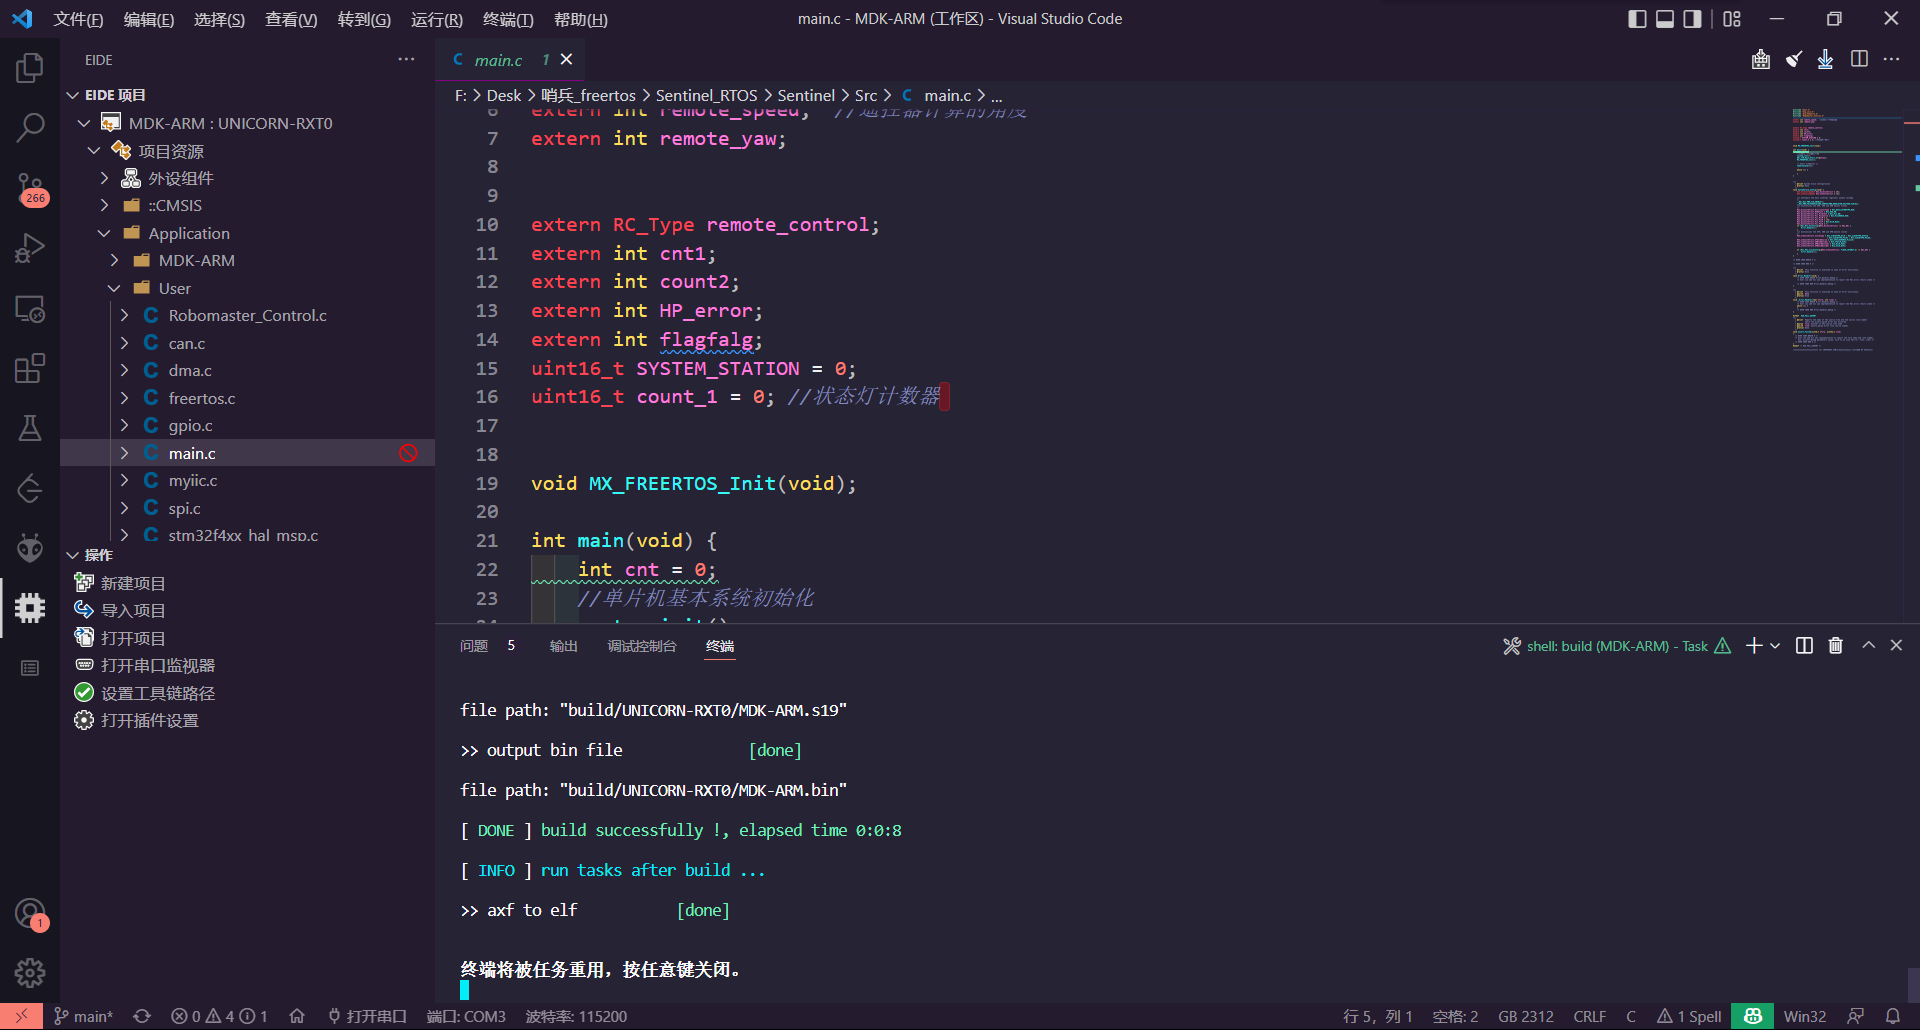 文件(F) 编辑(E) 选择(S) 查看(V) 转到(G) 运行(R) 终端(T) 帮助(H)
main.c - MDK-ARM (工作区) - Visual Studio Code
EIDE
EIDE 项目
MDK-ARM : UNICORN-RXT0
项目资源
外设组件
::CMSIS
Application
MDK-ARM
User
Robomaster_Control.c
can.c
dma.c
freertos.c
gpio.c
main.c
myiic.c
spi.c
stm32f4xx_hal_msp.c
操作
新建项目
导入项目
打开项目
打开串口监视器
设置工具链路径
打开插件设置
266
1
main.c 1
F: > Desk > 哨兵_freertos > Sentinel_RTOS > Sentinel > Src > C main.c > ...
6 extern int remote_speed; //遥控器计算的角度
7 extern int remote_yaw;
8
9
10 extern RC_Type remote_control;
11 extern int cnt1;
12 extern int count2;
13 extern int HP_error;
14 extern int flagfalg;
15 uint16_t SYSTEM_STATION = 0;
16 uint16_t count_1 = 0; //状态灯计数器
17
18
19 void MX_FREERTOS_Init(void);
20
21 int main(void) {
22 int cnt = 0;
23 //单片机基本系统初始化
问题 5 输出 调试控制台 终端
shell: build (MDK-ARM) - Task
file path: "build/UNICORN-RXT0/MDK-ARM.s19"
>> output bin file [done]
file path: "build/UNICORN-RXT0/MDK-ARM.bin"
[ DONE ] build successfully !, elapsed time 0:0:8
[ INFO ] run tasks after build ...
>> axf to elf [done]
终端将被任务重用，按任意键关闭。
main* 0 4 1 打开串口 端口: COM3 波特率: 115200
行 5，列 1 空格: 2 GB 2312 CRLF C 1 Spell Win32